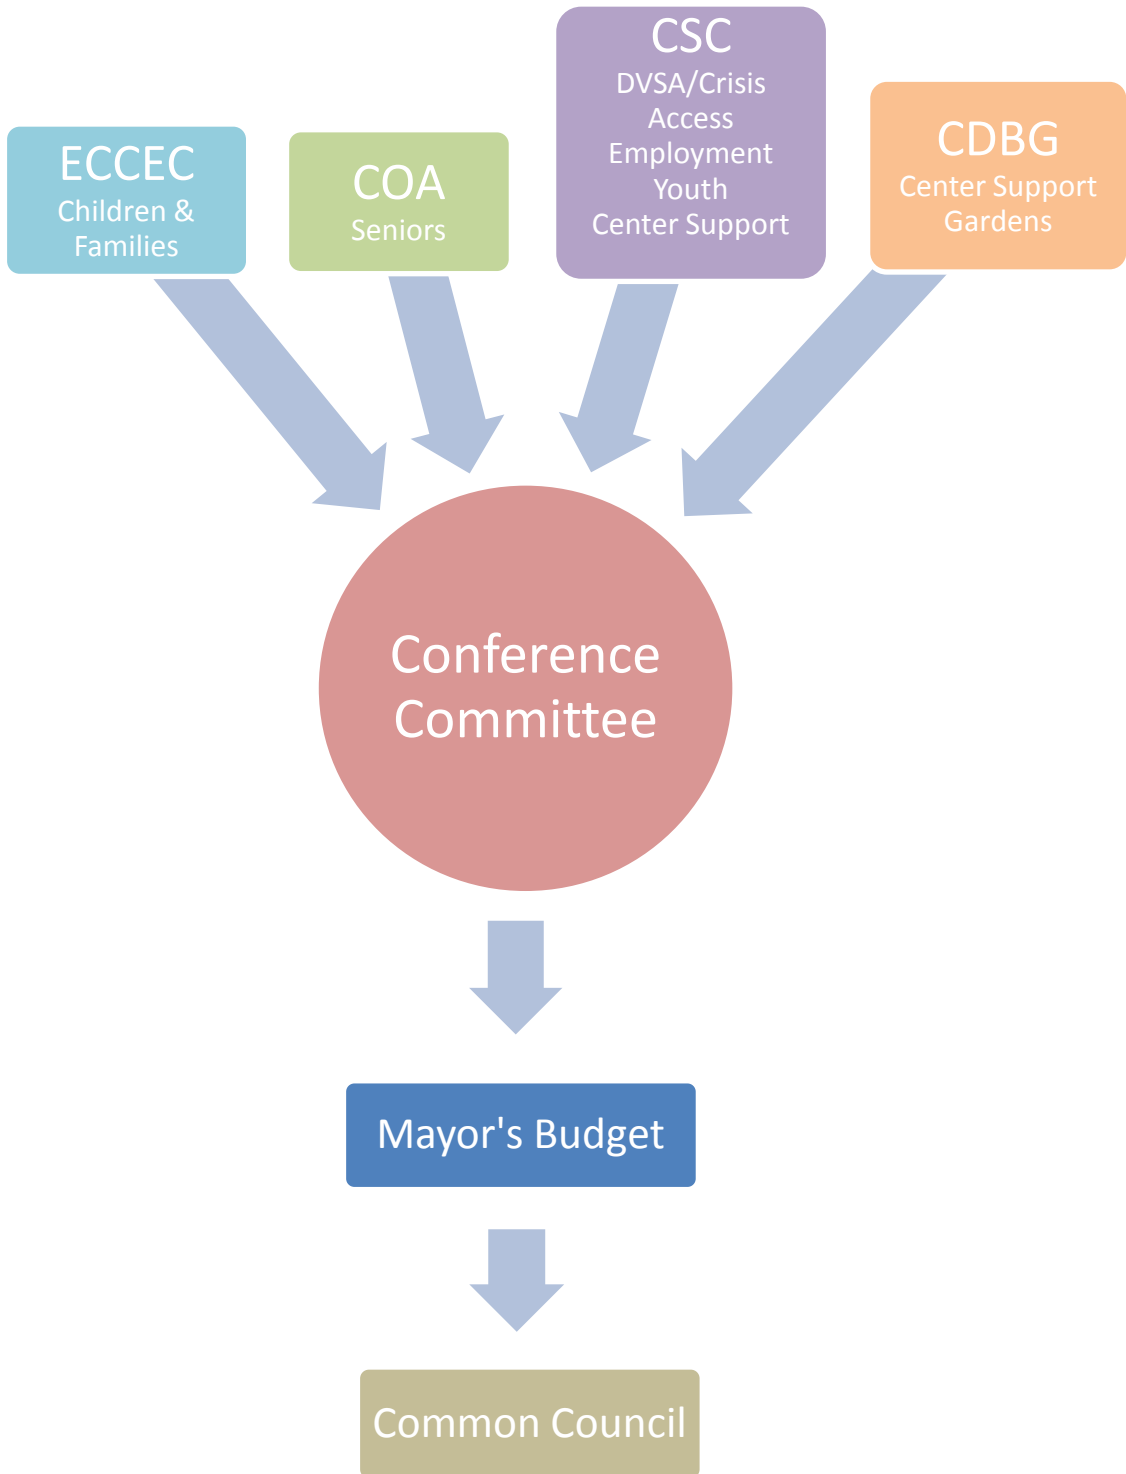 ECCEC
Children &
Families
COA
Seniors
CSC
DVSA/Crisis
Access
Employment
Youth
Center Support
CDBG
Center Support
Gardens
Conference
Committee
Mayor's Budget
Common Council